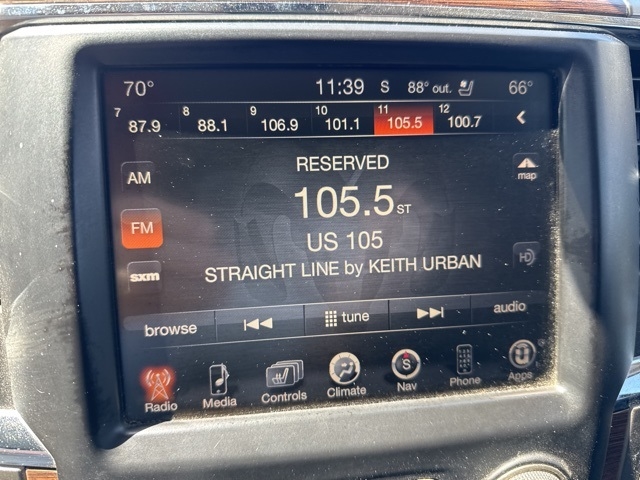 70° 11:39 S 88° out. 66°
7 87.9 8 88.1 9 106.9 10 101.1 11 105.5 12 100.7
RESERVED
AM
map
105.5 ST
FM
US 105
HD
STRAIGHT LINE by KEITH URBAN
sxm
browse tune audio
Radio Media Controls Climate S Nav Phone U Apps